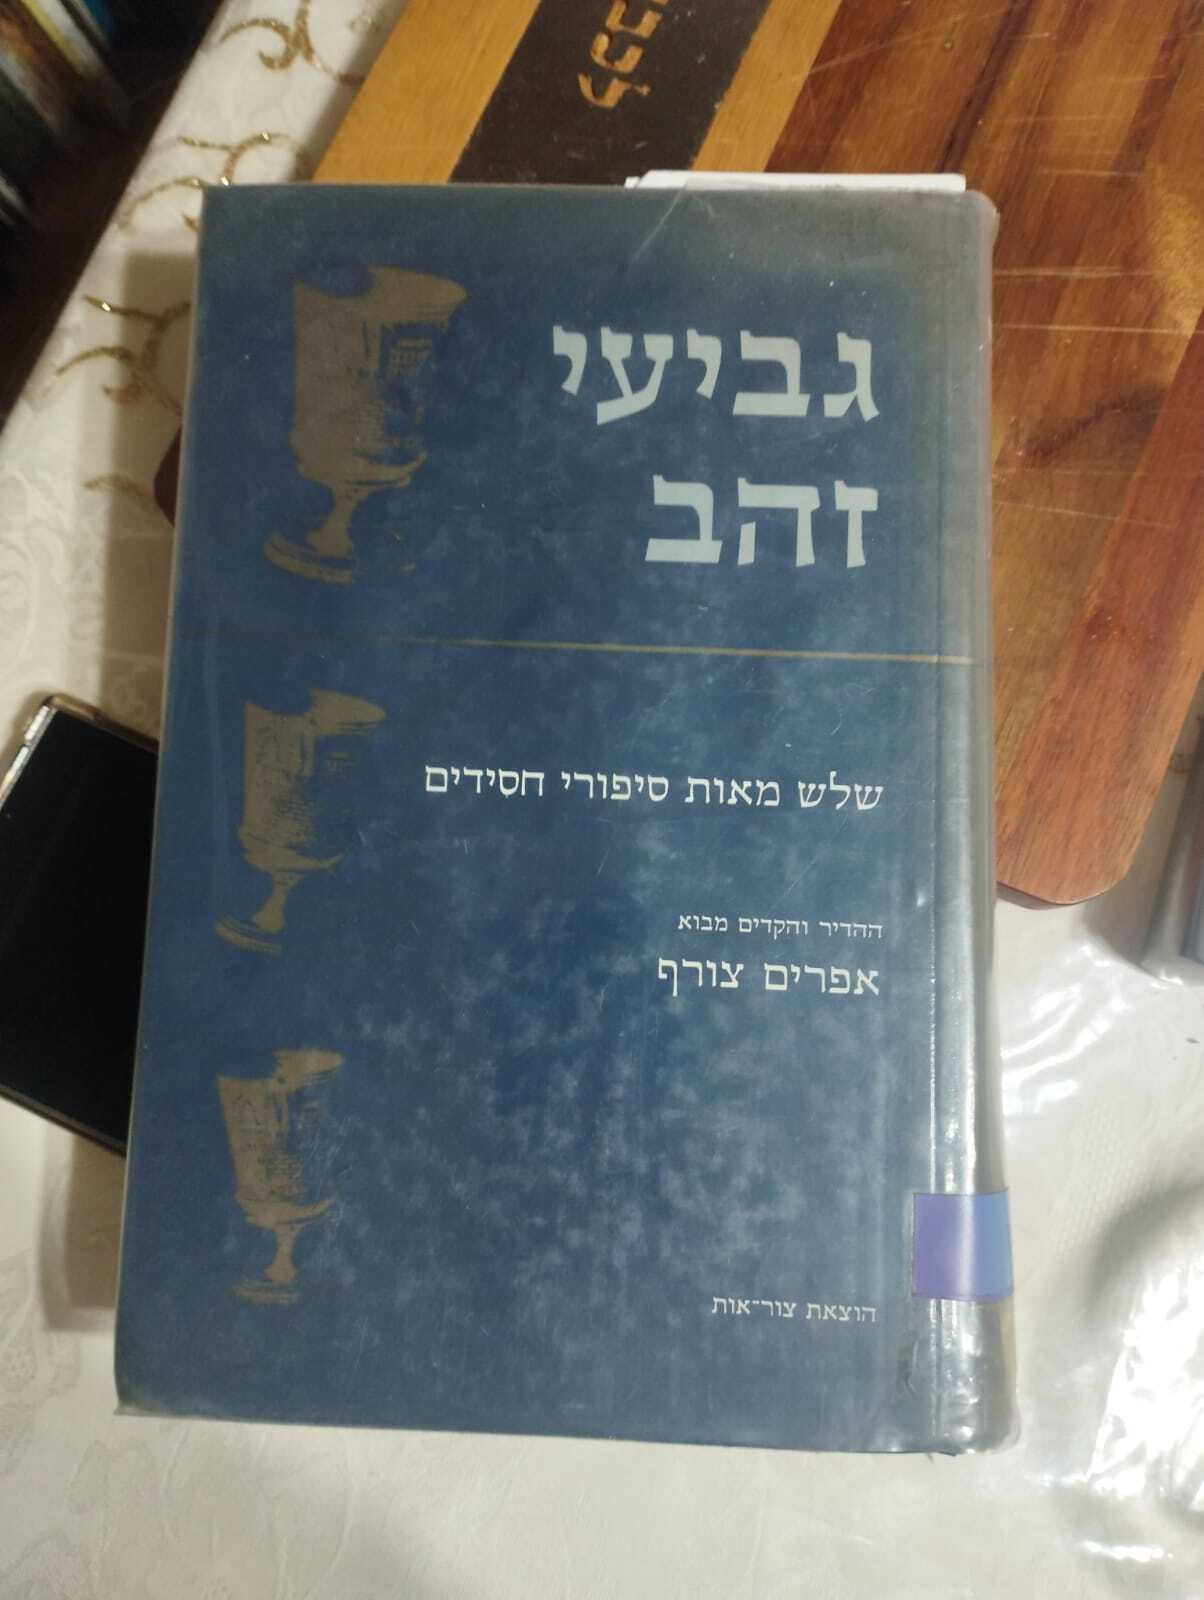 גביעי
זהב
שלש מאות סיפורי חסידים
ההדיר והקדים מבוא
אפרים צורף
הוצאת צור־אות